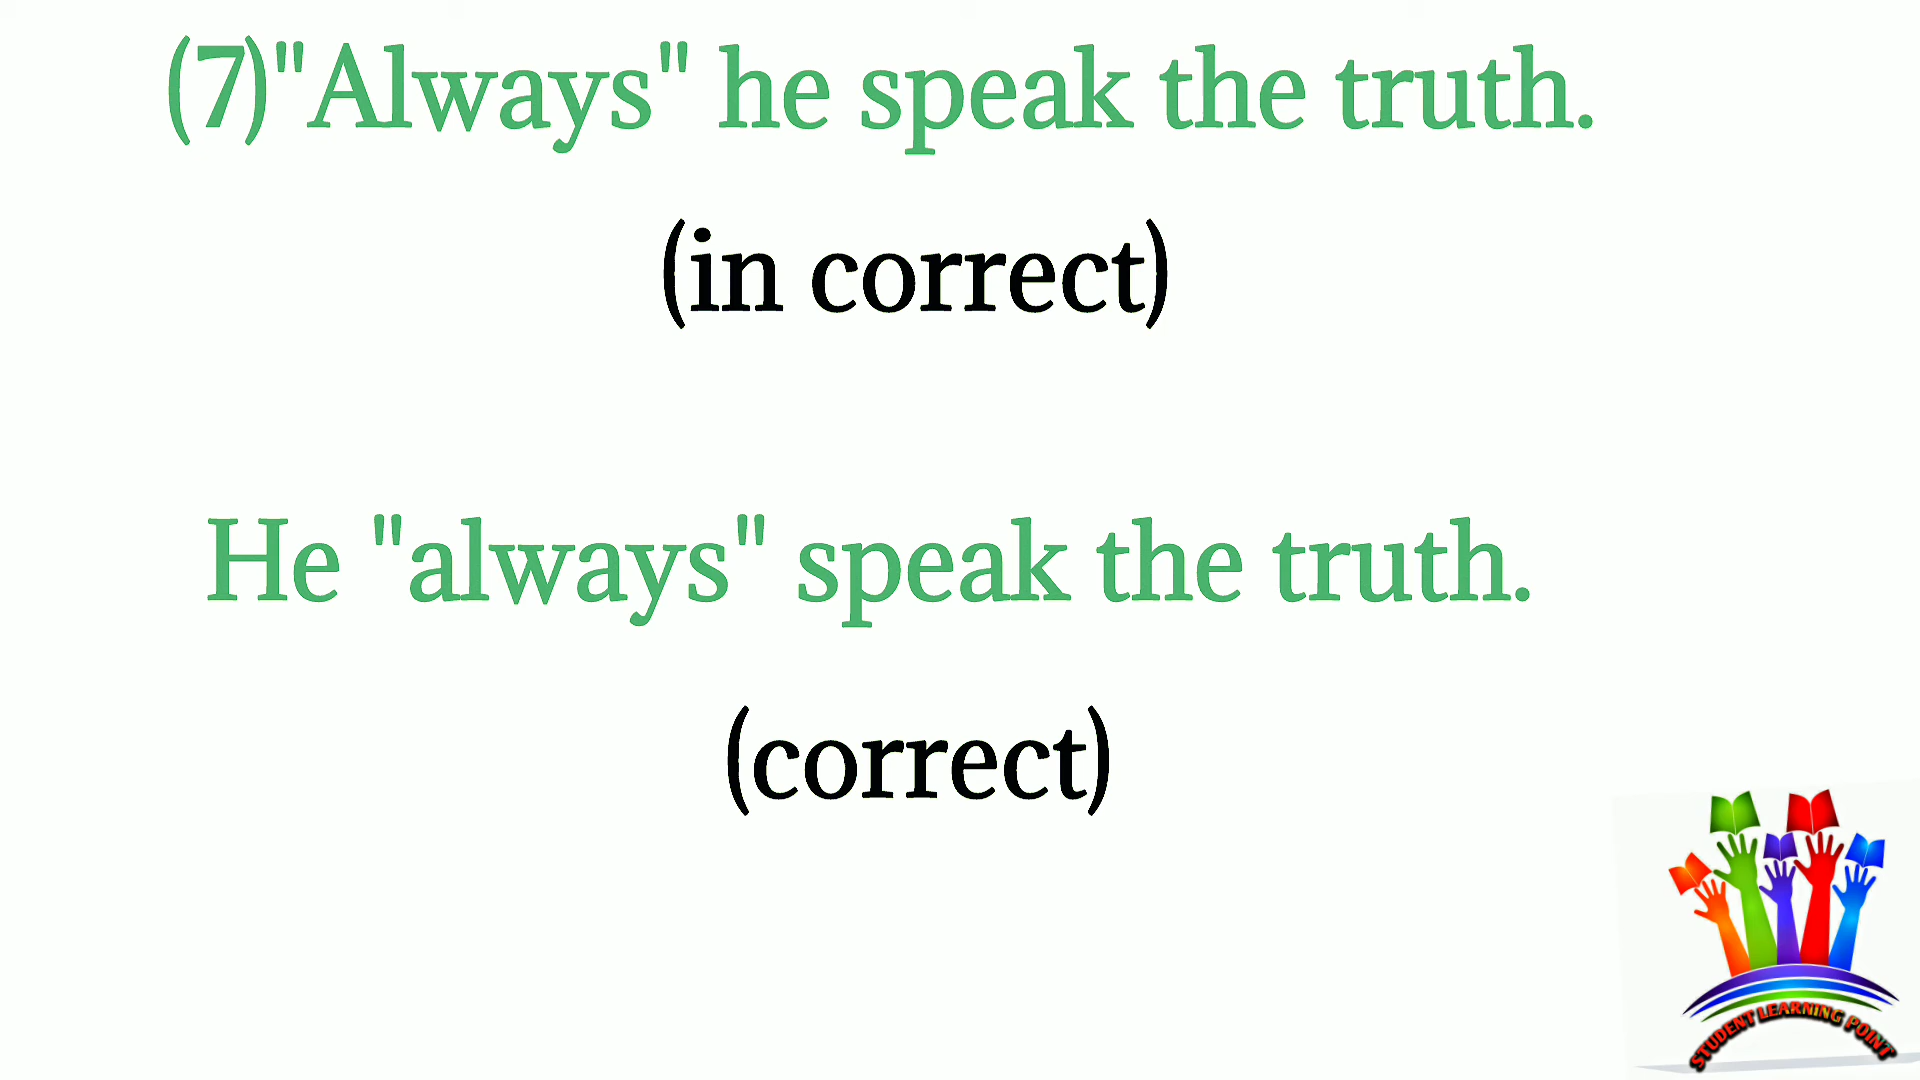 (7)"Always" he speak the truth.
(in correct)
He "always" speak the truth.
(correct)
STUDENT LEARNING POINT